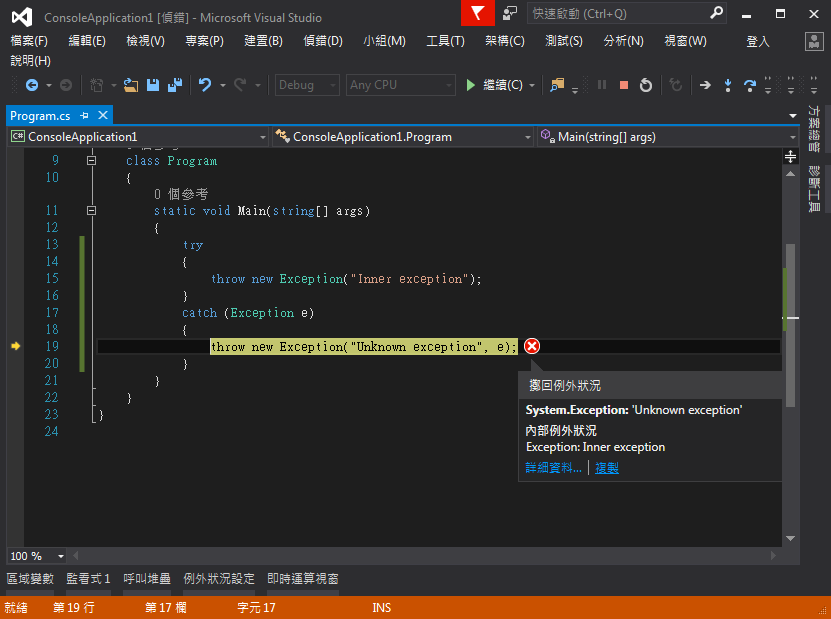 ConsoleApplication1 [偵錯] - Microsoft Visual Studio
快速啟動 (Ctrl+Q)
檔案(F) 編輯(E) 檢視(V) 專案(P) 建置(B) 偵錯(D) 小組(M) 工具(T) 架構(C) 測試(S) 分析(N) 視窗(W) 登入
說明(H)
Debug Any CPU 繼續(C)
Program.cs
ConsoleApplication1 ConsoleApplication1.Program Main(string[] args)
方案總管
診斷工具
9 class Program
10 {
0 個參考
11 static void Main(string[] args)
12 {
13 try
14 {
15 throw new Exception("Inner exception");
16 }
17 catch (Exception e)
18 {
19 throw new Exception("Unknown exception", e);
20 }
21 }
22 }
23 }
24
擲回例外狀況
System.Exception: 'Unknown exception'
內部例外狀況
Exception: Inner exception
詳細資料... 複製
100 %
區域變數 監看式 1 呼叫堆疊 例外狀況設定 即時運算視窗
就緒 第 19 行 第 17 欄 字元 17 INS